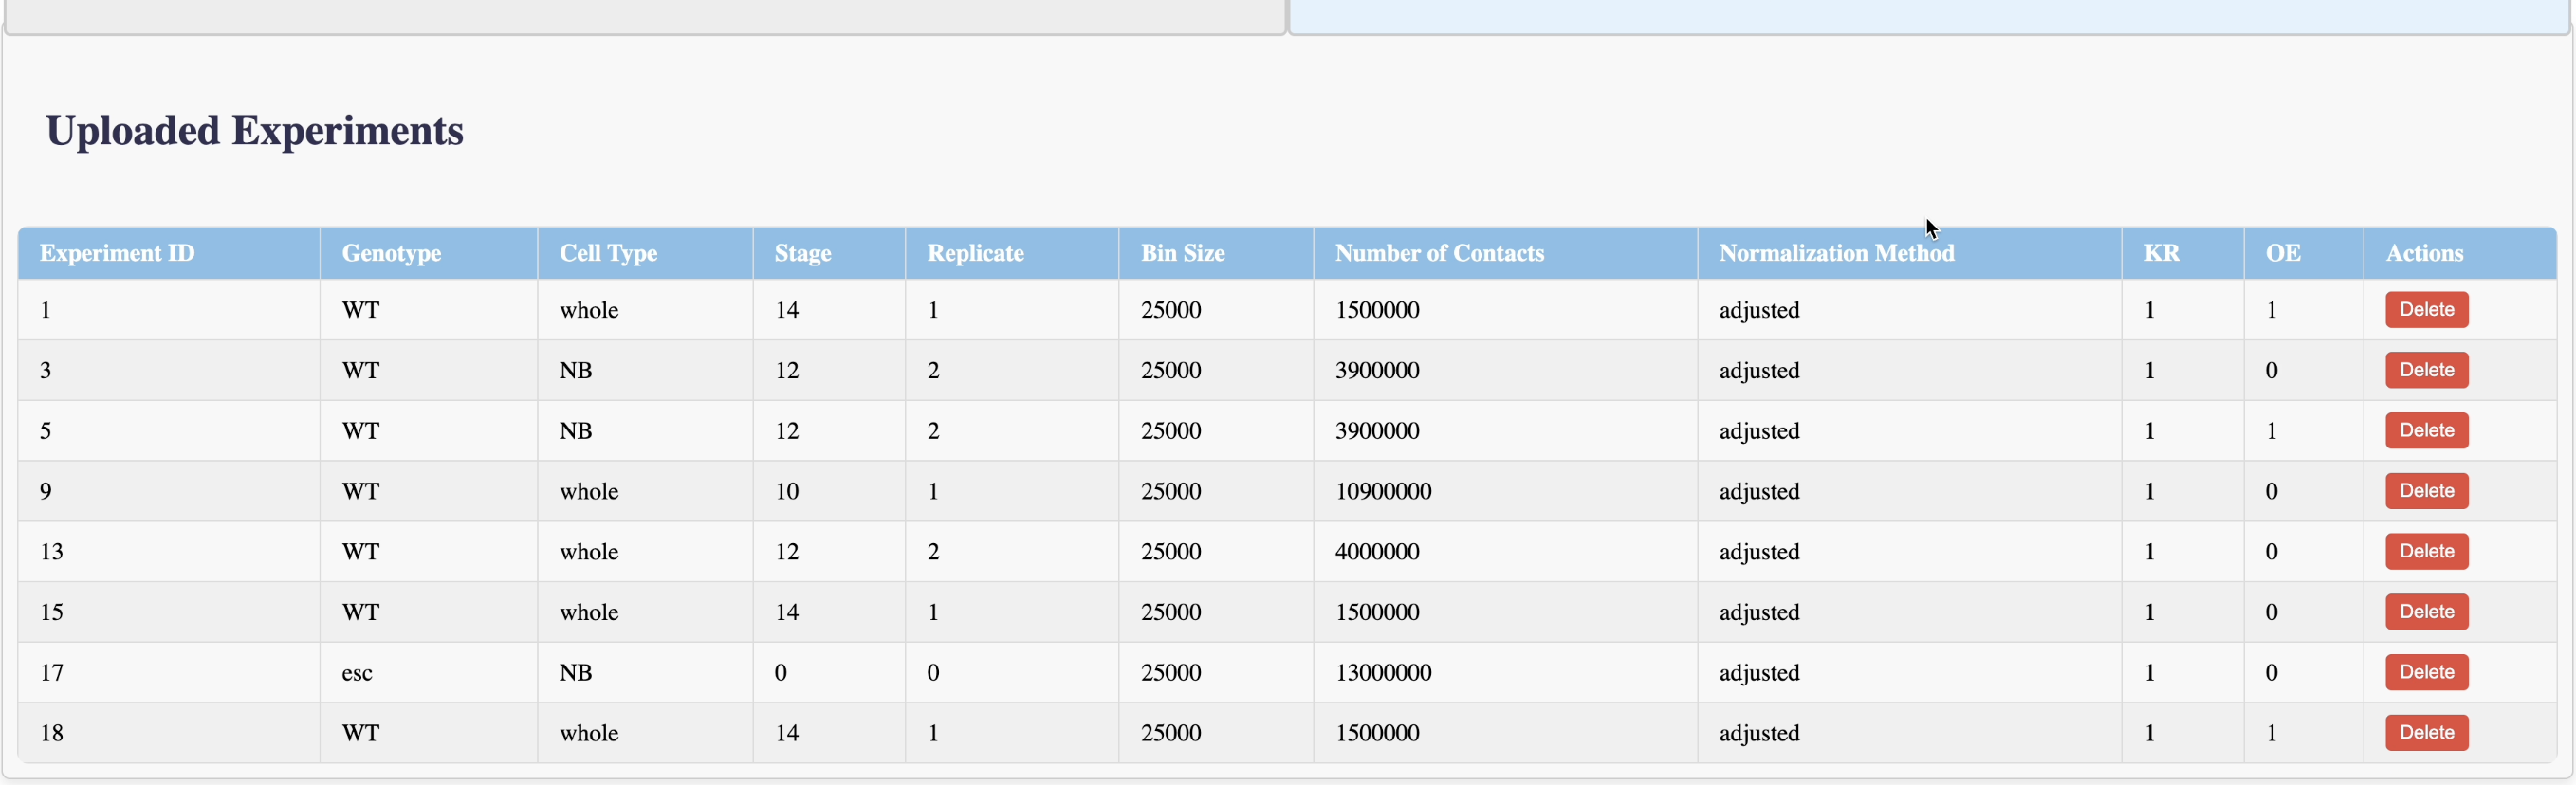 Uploaded Experiments
Experiment ID Genotype Cell Type Stage Replicate Bin Size Number of Contacts Normalization Method KR OE Actions
1 WT whole 14 1 25000 1500000 adjusted 1 1 Delete
3 WT NB 12 2 25000 3900000 adjusted 1 0 Delete
5 WT NB 12 2 25000 3900000 adjusted 1 1 Delete
9 WT whole 10 1 25000 10900000 adjusted 1 0 Delete
13 WT whole 12 2 25000 4000000 adjusted 1 0 Delete
15 WT whole 14 1 25000 1500000 adjusted 1 0 Delete
17 esc NB 0 0 25000 13000000 adjusted 1 0 Delete
18 WT whole 14 1 25000 1500000 adjusted 1 1 Delete